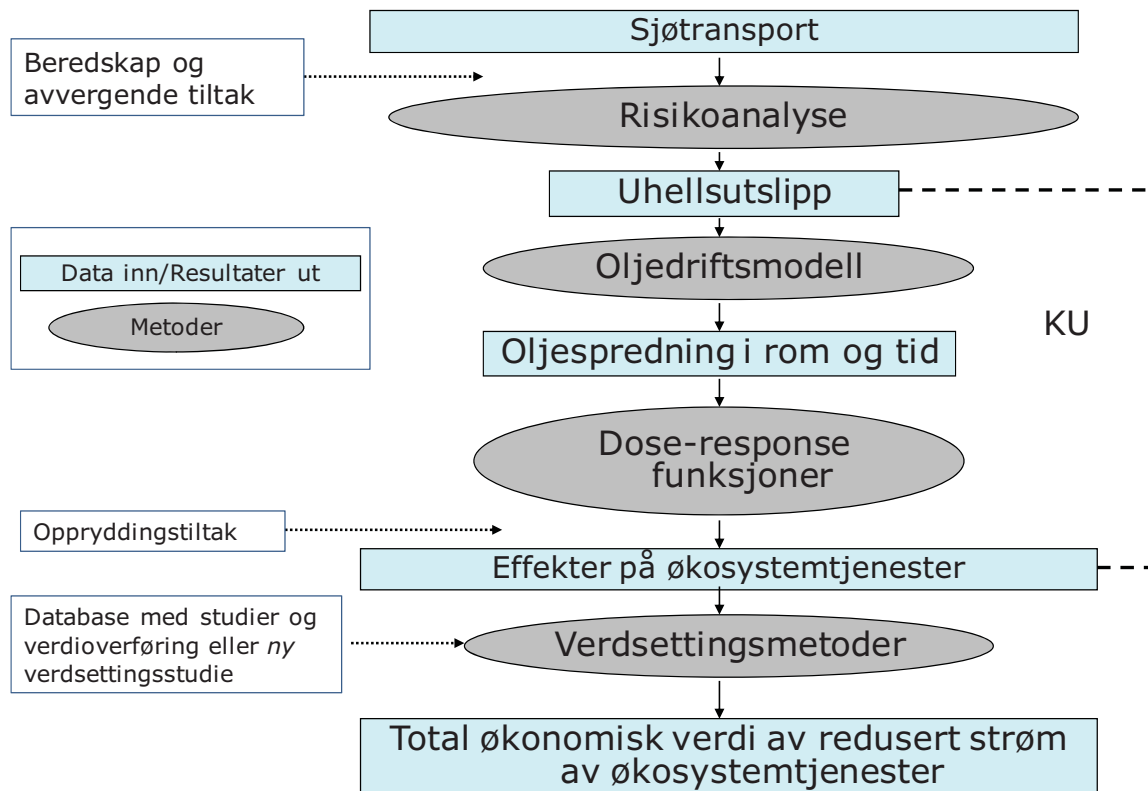 Sjøtransport
Beredskap og
avvergende tiltak
Risikoanalyse
Uhellsutslipp
Data inn/Resultater ut
Metoder
Oljedriftsmodell
KU
Oljespredning i rom og tid
Dose-response
funksjoner
Oppryddingstiltak
Effekter på økosystemtjenester
Database med studier og
verdioverføring eller ny
verdsettingsstudie
Verdsettingsmetoder
Total økonomisk verdi av redusert strøm
av økosystemtjenester